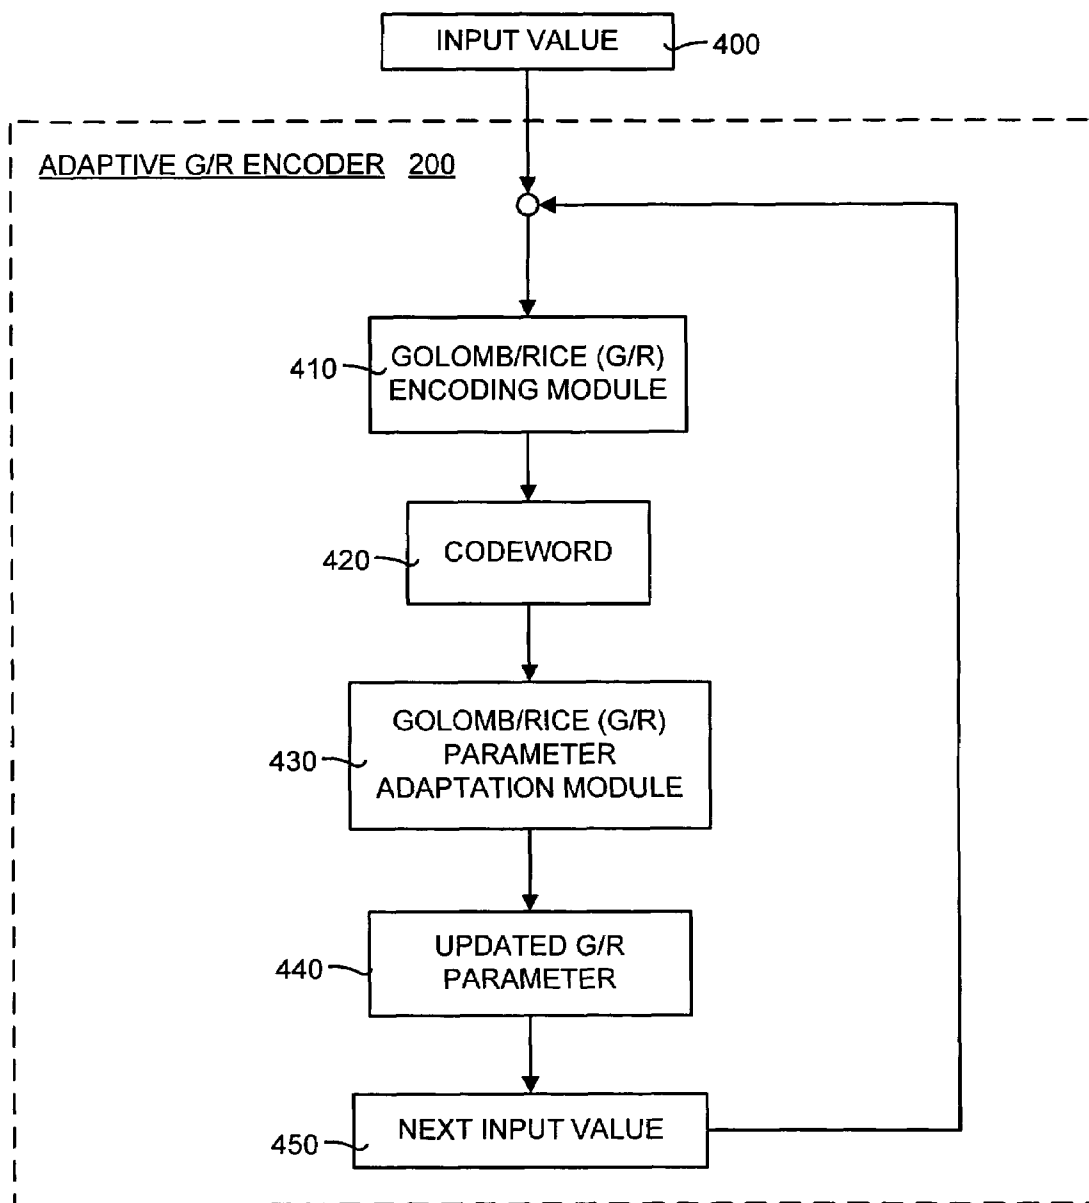 INPUT VALUE
400
ADAPTIVE G/R ENCODER 200
410
GOLOMB/RICE (G/R)
ENCODING MODULE
420
CODEWORD
430
GOLOMB/RICE (G/R)
PARAMETER
ADAPTATION MODULE
440
UPDATED G/R
PARAMETER
450
NEXT INPUT VALUE